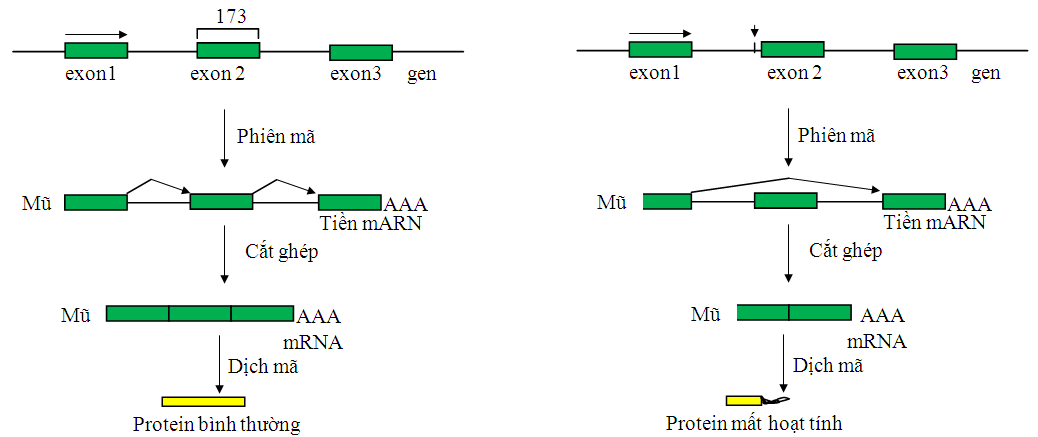 173
exon1 exon 2 exon3 gen
Phiên mã
Mũ AAA
Tiền mARN
Cắt ghép
Mũ AAA
mRNA
Dịch mã
Protein bình thường
exon1 exon 2 exon3 gen
Phiên mã
Mũ AAA
Tiền mARN
Cắt ghép
Mũ AAA
mRNA
Dịch mã
Protein mất hoạt tính